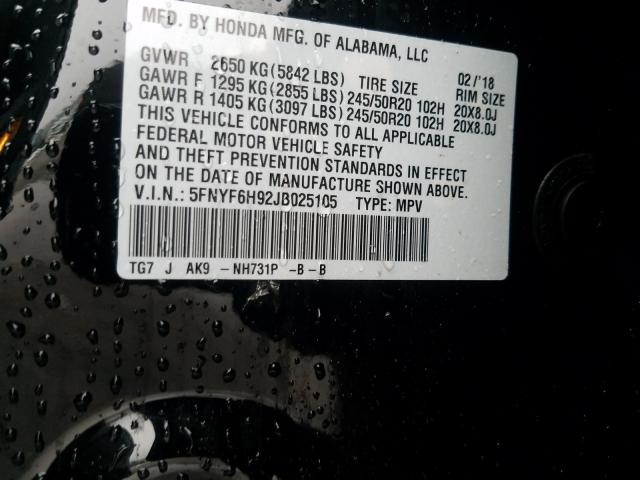 MFD. BY HONDA MFG. OF ALABAMA, LLC
GVWR 2650 KG (5842 LBS) TIRE SIZE 02/'18 RIM SIZE
GAWR F 1295 KG (2855 LBS) 245/50R20 102H 20X8.0J
GAWR R 1405 KG (3097 LBS) 245/50R20 102H 20X8.0J
THIS VEHICLE CONFORMS TO ALL APPLICABLE
FEDERAL MOTOR VEHICLE SAFETY
AND THEFT PREVENTION STANDARDS IN EFFECT
ON THE DATE OF MANUFACTURE SHOWN ABOVE.
V.I.N.: 5FNYF6H92JB025105 TYPE: MPV
TG7 J AK9 -NH731P -B-B